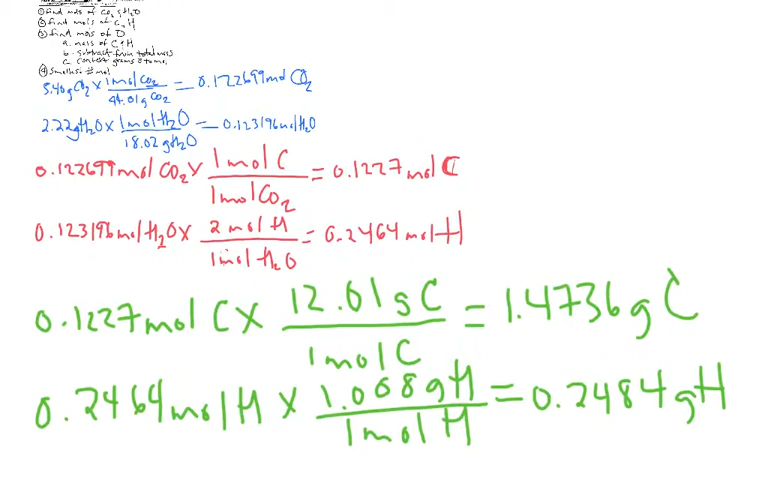 ① find mols of CO₂ & H₂O
② find mols of C, H
③ find mols of O
a. mass of C & H
b. subtract from total mass
c. convert grams to mol
④ Smallest # mol
5.40g CO₂ × 1 mol CO₂ / 44.01g CO₂ = 0.122699 mol CO₂
2.22g H₂O × 1 mol H₂O / 18.02 g H₂O = 0.123196 mol H₂O
0.122699 mol CO₂ × 1 mol C / 1 mol CO₂ = 0.1227 mol C
0.123196 mol H₂O × 2 mol H / 1 mol H₂O = 0.2464 mol H
0.1227 mol C × 12.01 g C / 1 mol C = 1.4736 g C
0.2464 mol H × 1.008 g H / 1 mol H = 0.2484 g H